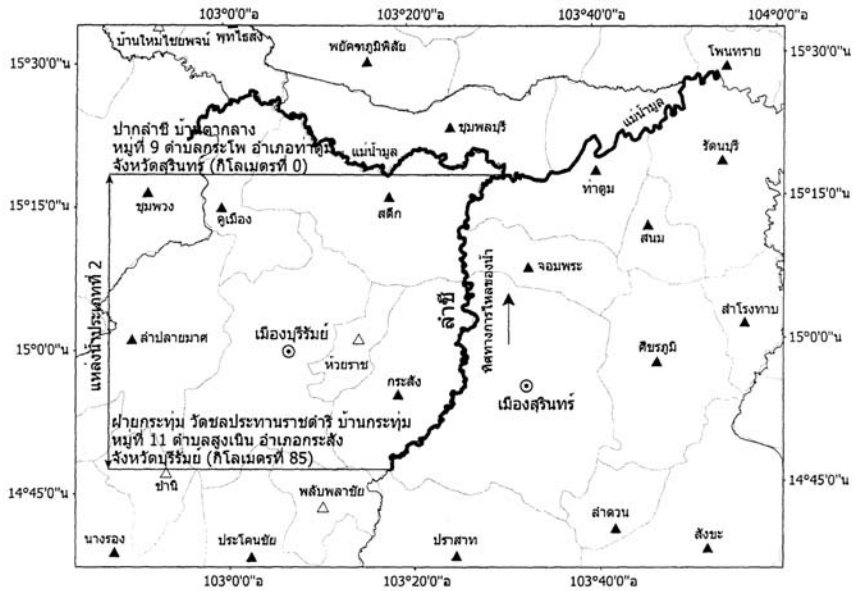 103°0'0"อ
103°20'0"อ
103°40'0"อ
104°0'0"อ
บ้านใหม่ไชยพจน์
พุทไธสง
พยัคฆภูมิพิสัย
โพนทราย
15°30'0"น
15°30'0"น
ปากลำชี บ้านตากลาง
หมู่ที่ 9 ตำบลกระโพ อำเภอท่าตูม
จังหวัดสุรินทร์ (กิโลเมตรที่ 0)
แม่น้ำมูล
ชุมพลบุรี
แม่น้ำมูล
รัตนบุรี
ท่าตูม
15°15'0"น
15°15'0"น
ชุมพวง
คูเมือง
สตึก
สนม
แหล่งน้ำประเภทที่ 2
ลำชี
ทิศทางการไหลของน้ำ
จอมพระ
สำโรงทาบ
15°0'0"น
15°0'0"น
ลำปลายมาศ
เมืองบุรีรัมย์
ห้วยราช
กระสัง
เมืองสุรินทร์
ศีขรภูมิ
ฝายกระทุ่ม วัดชลประทานราชดำริ บ้านกระทุ่ม
หมู่ที่ 11 ตำบลสูงเนิน อำเภอกระสัง
จังหวัดบุรีรัมย์ (กิโลเมตรที่ 85)
14°45'0"น
14°45'0"น
ชำนิ
พลับพลาชัย
ลำดวน
นางรอง
ประโคนชัย
ปราสาท
สังขะ
103°0'0"อ
103°20'0"อ
103°40'0"อ